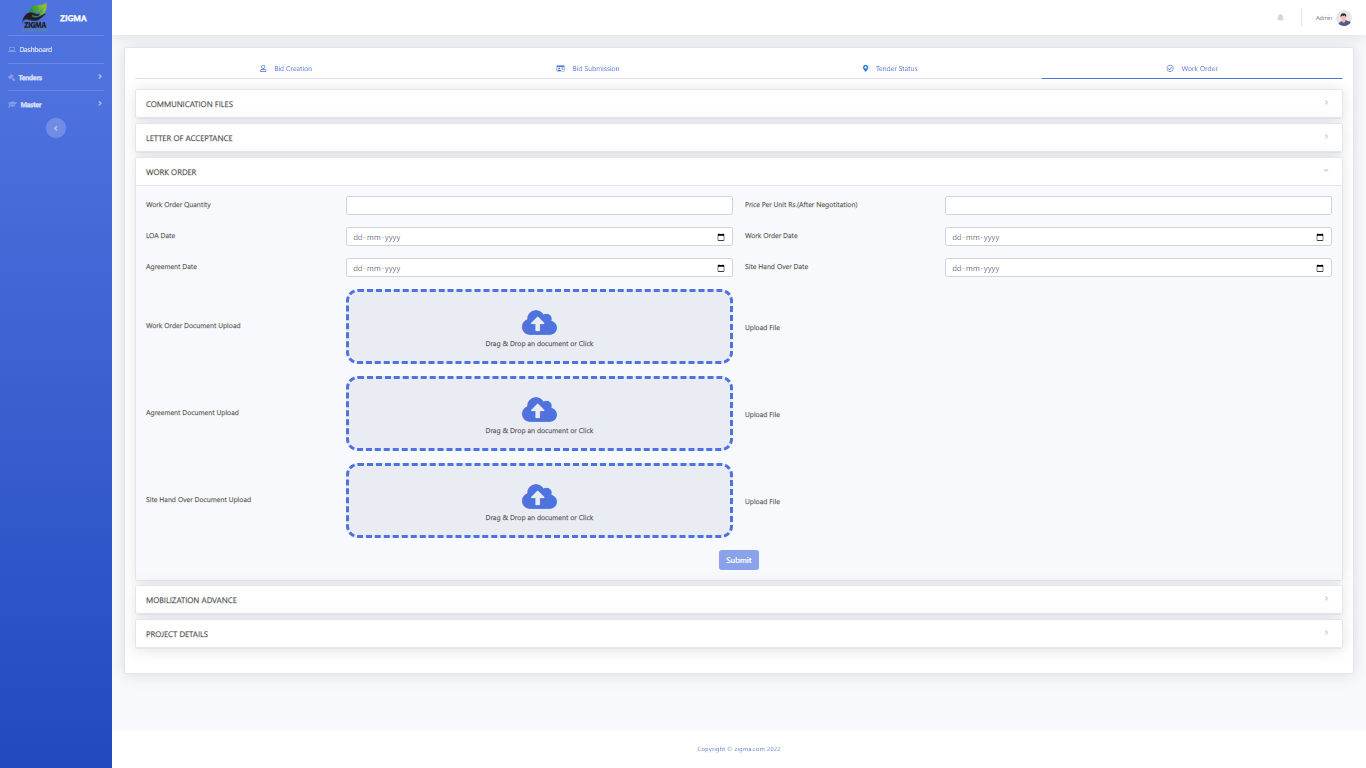 ZIGMA
ZIGMA
Admin
Dashboard
Tenders
Master
Bid Creation
Bid Submission
Tender Status
Work Order
COMMUNICATION FILES
LETTER OF ACCEPTANCE
WORK ORDER
Work Order Quantity
Price Per Unit Rs.(After Negotitation)
LOA Date
dd-mm-yyyy
Work Order Date
dd-mm-yyyy
Agreement Date
dd-mm-yyyy
Site Hand Over Date
dd-mm-yyyy
Work Order Document Upload
Drag & Drop an document or Click
Upload File
Agreement Document Upload
Drag & Drop an document or Click
Upload File
Site Hand Over Document Upload
Drag & Drop an document or Click
Upload File
Submit
MOBILIZATION ADVANCE
PROJECT DETAILS
Copyright © zigma.com 2022